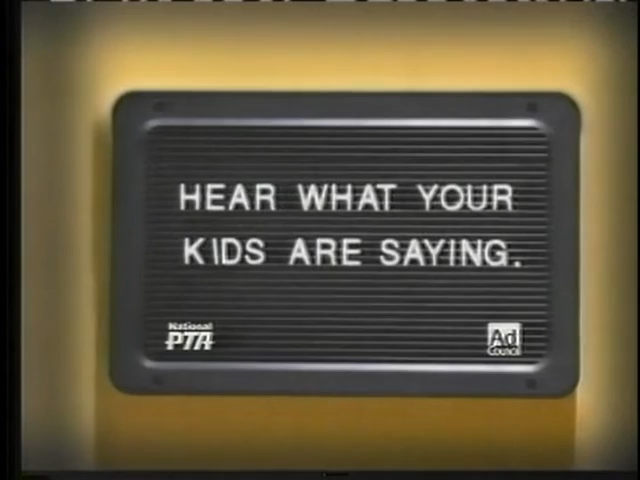 HEAR WHAT YOUR
KIDS ARE SAYING.
National
PTA
Ad
Council